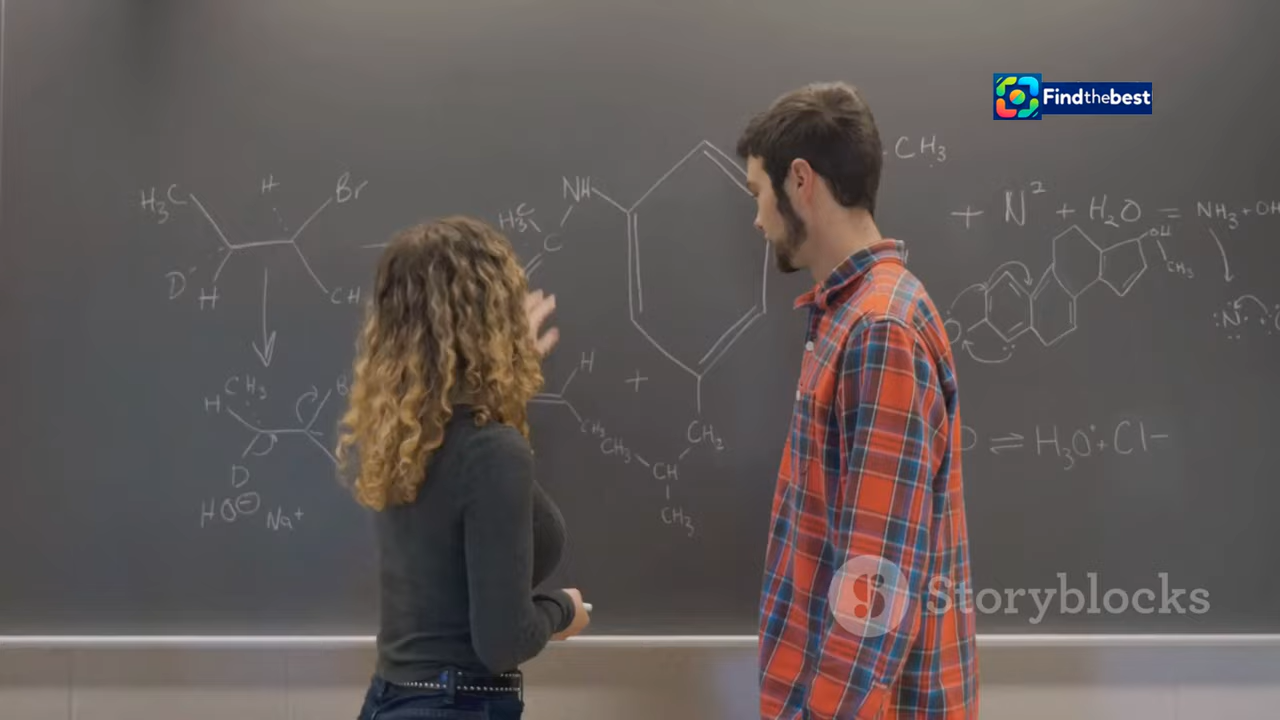 Findthebest
H₃C H Br
D H CH
CH₃ H
D
HO⊖ Na⁺
H₃C C NH
H CH₃
+
CH₂
CH₃ CH
CH₃
CH₃
+ N² + H₂O = NH₃ + OH
OH
CH₃
:N:
⇌ H₃O⁺ + Cl−
Storyblocks